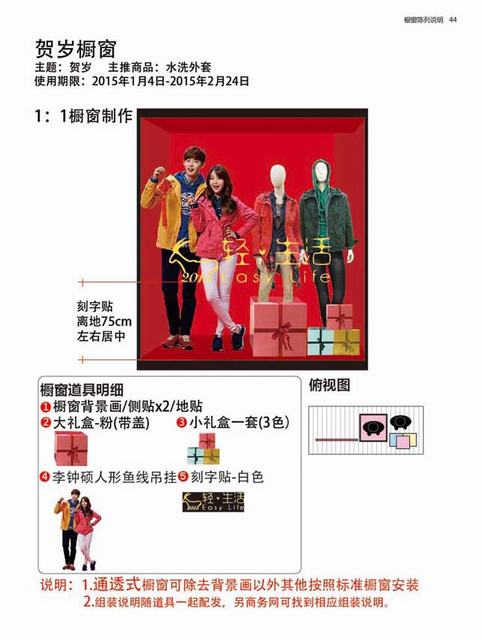 橱窗陈列说明 44
贺岁橱窗
主题：贺岁 主推商品：水洗外套
使用期限：2015年1月4日-2015年2月24日
1：1橱窗制作
轻·生活
2015 Easy Life
刻字贴
离地75cm
左右居中
橱窗道具明细
1橱窗背景画/侧贴x2/地贴
2大礼盒-粉(带盖) 3小礼盒一套(3色)
4李钟硕人形鱼线吊挂 5刻字贴-白色
轻·生活
2015 Easy Life
俯视图
说明：1.通透式橱窗可除去背景画以外其他按照标准橱窗安装
2.组装说明随道具一起配发，另商务网可找到相应组装说明。